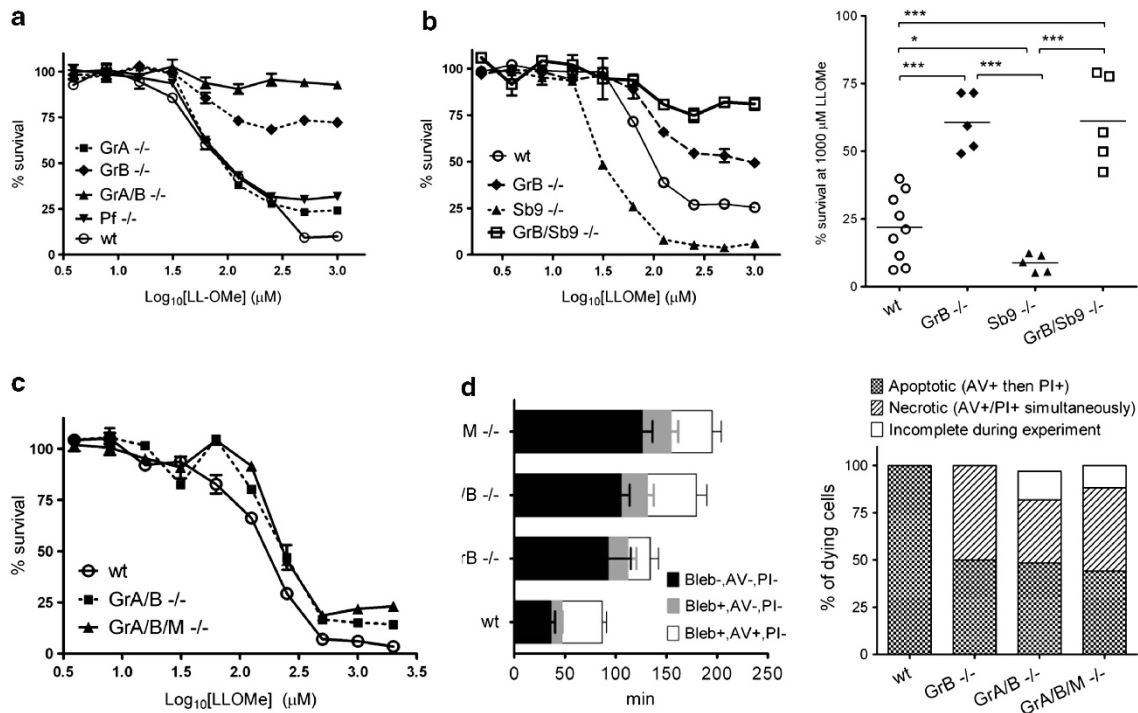 a
% survival
100
75
50
25
0
GrA -/-
GrB -/-
GrA/B -/-
Pf -/-
wt
0.5 1.0 1.5 2.0 2.5 3.0
Log10[LL-OMe] (μM)
b
% survival
100
75
50
25
0
wt
GrB -/-
Sb9 -/-
GrB/Sb9 -/-
0.5 1.0 1.5 2.0 2.5 3.0
Log10[LLOMe] (μM)
% survival at 1000 μM LLOMe
75
50
25
0
***
* ***
*** ***
wt
GrB -/-
Sb9 -/-
GrB/Sb9 -/-
c
% survival
100
75
50
25
0
wt
GrA/B -/-
GrA/B/M -/-
0.5 1.0 1.5 2.0 2.5 3.0 3.5
Log10[LLOMe] (μM)
d
M -/-
/B -/-
rB -/-
wt
Bleb-,AV-,PI-
Bleb+,AV-,PI-
Bleb+,AV+,PI-
0 50 100 150 200 250
min
Apoptotic (AV+ then PI+)
Necrotic (AV+/PI+ simultaneously)
Incomplete during experiment
% of dying cells
100
75
50
25
0
wt
GrB -/-
GrA/B -/-
GrA/B/M -/-